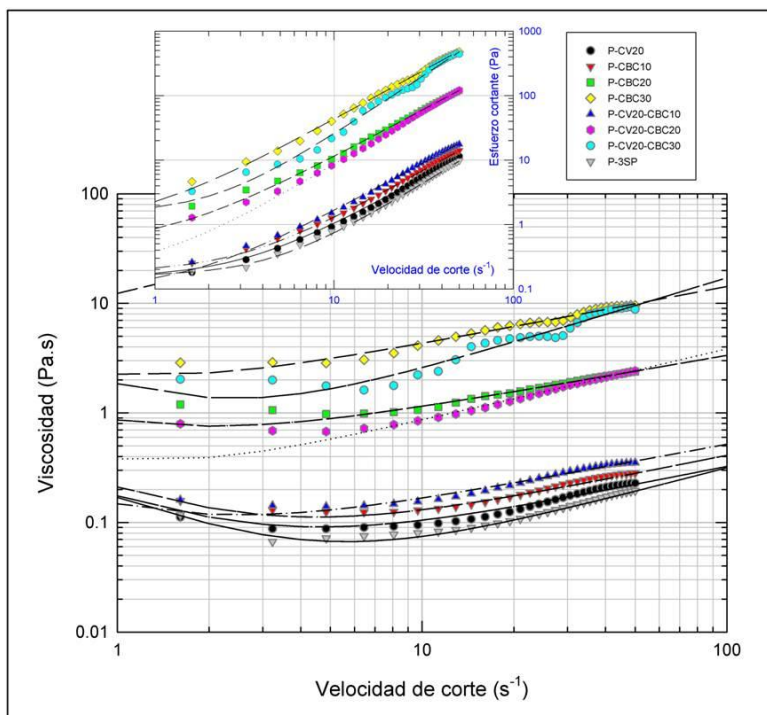 1000
100
10
1
0.1
Esfuerzo cortante (Pa)
Velocidad de corte (s⁻¹)
1
10
100
P-CV20
P-CBC10
P-CBC20
P-CBC30
P-CV20-CBC10
P-CV20-CBC20
P-CV20-CBC30
P-3SP
100
10
1
0.1
0.01
Viscosidad (Pa.s)
1
10
100
Velocidad de corte (s⁻¹)